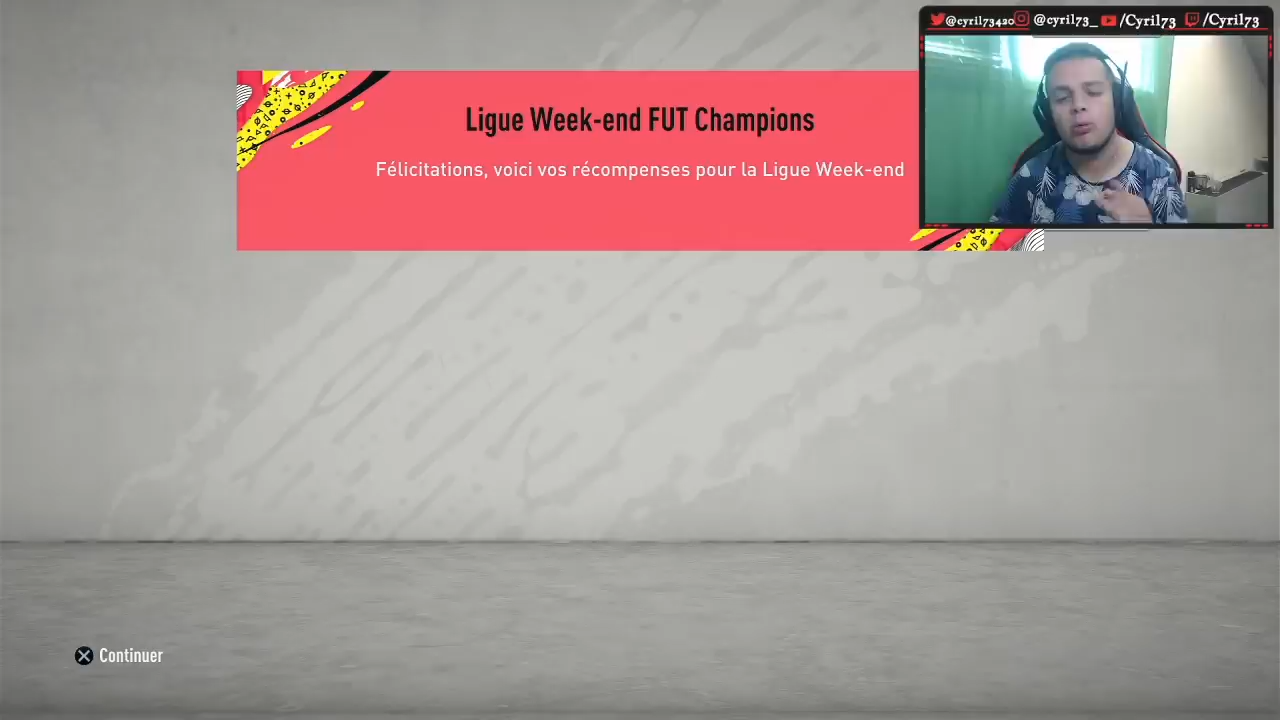 @cyril73420 @cyril73_ /Cyril73 /Cyril73
Ligue Week-end FUT Champions
Félicitations, voici vos récompenses pour la Ligue Week-end
Continuer